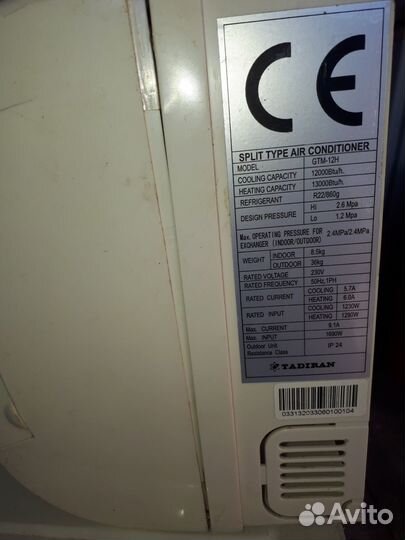 CE
SPLIT TYPE AIR CONDITIONER
MODEL GTM-12H
COOLING CAPACITY 12000Btu/h.
HEATING CAPACITY 13000Btu/h.
REFRIGERANT R22/860g
DESIGN PRESSURE Hi 2.6 Mpa
Lo 1.2 Mpa
Max. OPERATING PRESSURE FOR EXCHANGER (INDOOR/OUTDOOR) 2.4MPa/2.4MPa
WEIGHT INDOOR 8.5kg
OUTDOOR 36kg
RATED VOLTAGE 230V
RATED FREQUENCY 50Hz,1PH
RATED CURRENT COOLING 5.7A
HEATING 6.0A
RATED INPUT COOLING 1230W
HEATING 1290W
Max. CURRENT 9.1A
Max. INPUT 1690W
Outdoor Unit Resistance Class IP 24
TADIRAN
033132033060100104
Avito